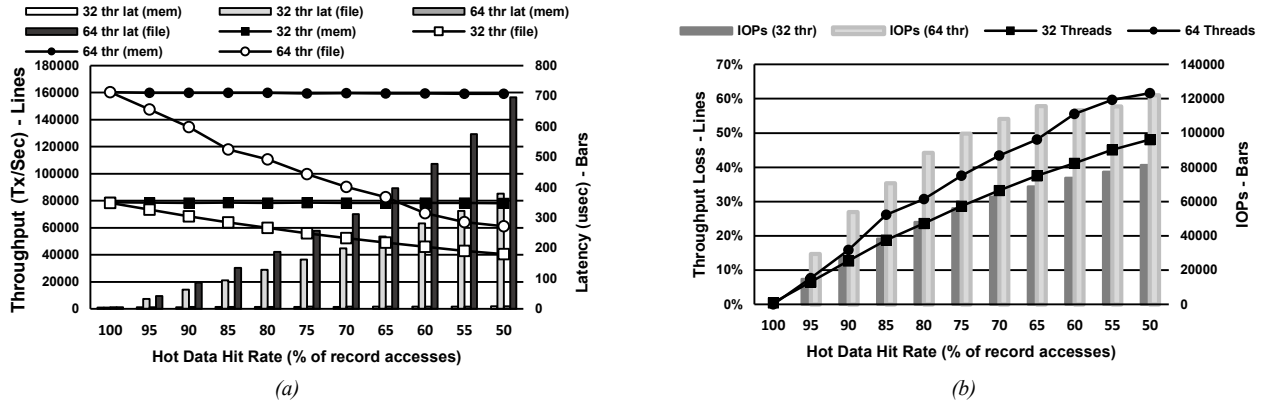 32 thr lat (mem) 32 thr lat (file) 64 thr lat (mem)
64 thr lat (file) 32 thr (mem) 32 thr (file)
64 thr (mem) 64 thr (file)
Throughput (Tx/Sec) - Lines
180000
160000
140000
120000
100000
80000
60000
40000
20000
0
800
700
600
500
400
300
200
100
0
Latency (usec) - Bars
100 95 90 85 80 75 70 65 60 55 50
Hot Data Hit Rate (% of record accesses)
(a)
IOPs (32 thr) IOPs (64 thr) 32 Threads 64 Threads
Throughput Loss - Lines
70%
60%
50%
40%
30%
20%
10%
0%
140000
120000
100000
80000
60000
40000
20000
0
IOPs - Bars
100 95 90 85 80 75 70 65 60 55 50
Hot Data Hit Rate (% of record accesses)
(b)